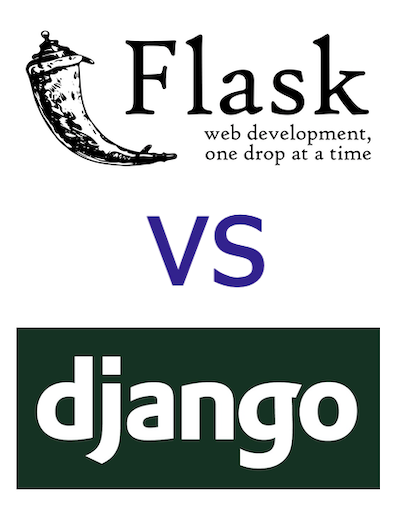 Flask
web development,
one drop at a time
VS
django